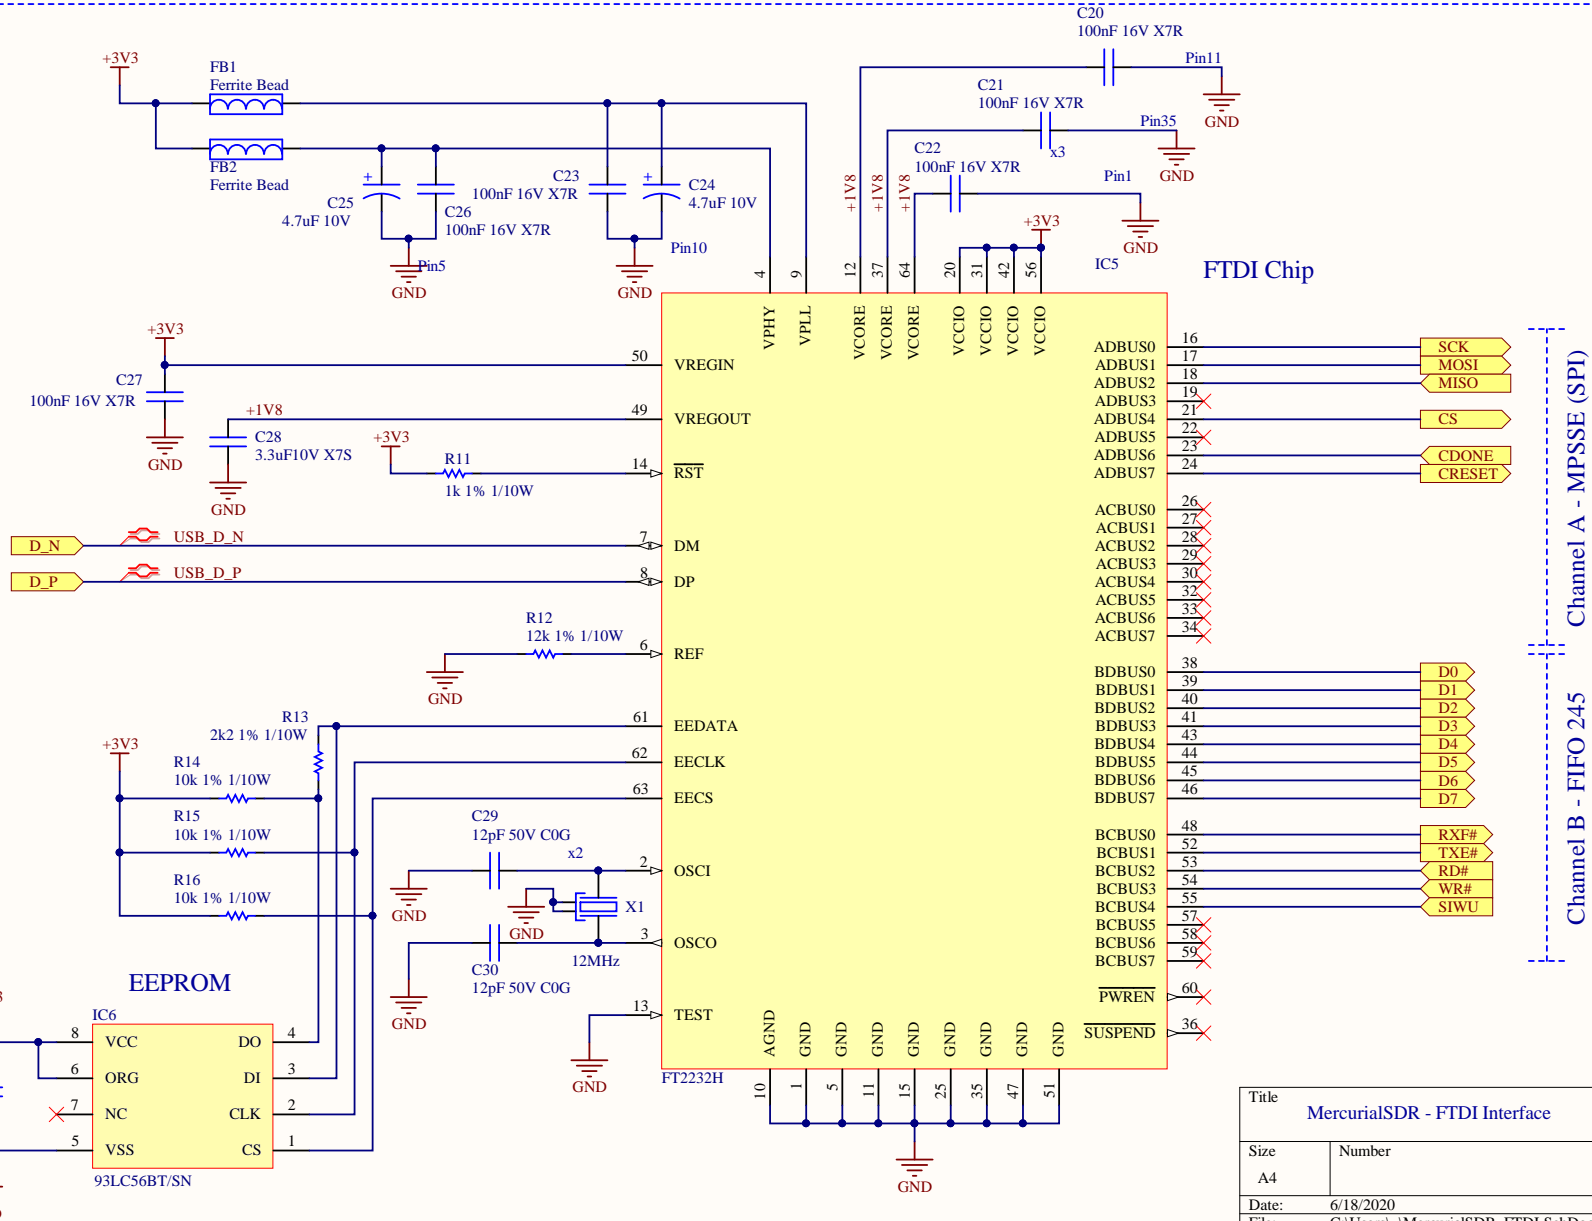 C20
100nF 16V X7R
Pin11
GND
C21
100nF 16V X7R
Pin35
x3
GND
C22
100nF 16V X7R
Pin1
GND
+3V3
FB1
Ferrite Bead
FB2
Ferrite Bead
C25
4.7uF 10V
+
C26
100nF 16V X7R
Pin5
GND
C23
100nF 16V X7R
+
C24
4.7uF 10V
Pin10
GND
+1V8
+1V8
+1V8
+3V3
IC5
FTDI Chip
4
9
12
37
64
20
31
42
56
VPHY
VPLL
VCORE
VCORE
VCORE
VCCIO
VCCIO
VCCIO
VCCIO
+3V3
50
VREGIN
C27
100nF 16V X7R
GND
+1V8
49
VREGOUT
C28
3.3uF10V X7S
GND
+3V3
R11
1k 1% 1/10W
14
RST
D_N
USB_D_N
7
DM
D_P
USB_D_P
8
DP
R12
12k 1% 1/10W
6
REF
GND
R13
2k2 1% 1/10W
61
EEDATA
+3V3
R14
10k 1% 1/10W
62
EECLK
63
EECS
R15
10k 1% 1/10W
R16
10k 1% 1/10W
C29
12pF 50V C0G
x2
2
OSCI
GND
GND
X1
3
OSCO
12MHz
C30
12pF 50V C0G
GND
13
TEST
GND
FT2232H
ADBUS0 16 SCK
ADBUS1 17 MOSI
ADBUS2 18 MISO
ADBUS3 19
ADBUS4 21 CS
ADBUS5 22
ADBUS6 23 CDONE
ADBUS7 24 CRESET
ACBUS0 26
ACBUS1 27
ACBUS2 28
ACBUS3 29
ACBUS4 30
ACBUS5 32
ACBUS6 33
ACBUS7 34
Channel A - MPSSE (SPI)
BDBUS0 38 D0
BDBUS1 39 D1
BDBUS2 40 D2
BDBUS3 41 D3
BDBUS4 43 D4
BDBUS5 44 D5
BDBUS6 45 D6
BDBUS7 46 D7
BCBUS0 48 RXF#
BCBUS1 52 TXE#
BCBUS2 53 RD#
BCBUS3 54 WR#
BCBUS4 55 SIWU
BCBUS5 57
BCBUS6 58
BCBUS7 59
Channel B - FIFO 245
PWREN 60
SUSPEND 36
AGND
GND
GND
GND
GND
GND
GND
GND
GND
10
1
5
11
15
25
35
47
51
GND
EEPROM
IC6
8 VCC DO 4
6 ORG DI 3
7 NC CLK 2
5 VSS CS 1
93LC56BT/SN
Title
MercurialSDR - FTDI Interface
Size
Number
A4
Date: 6/18/2020